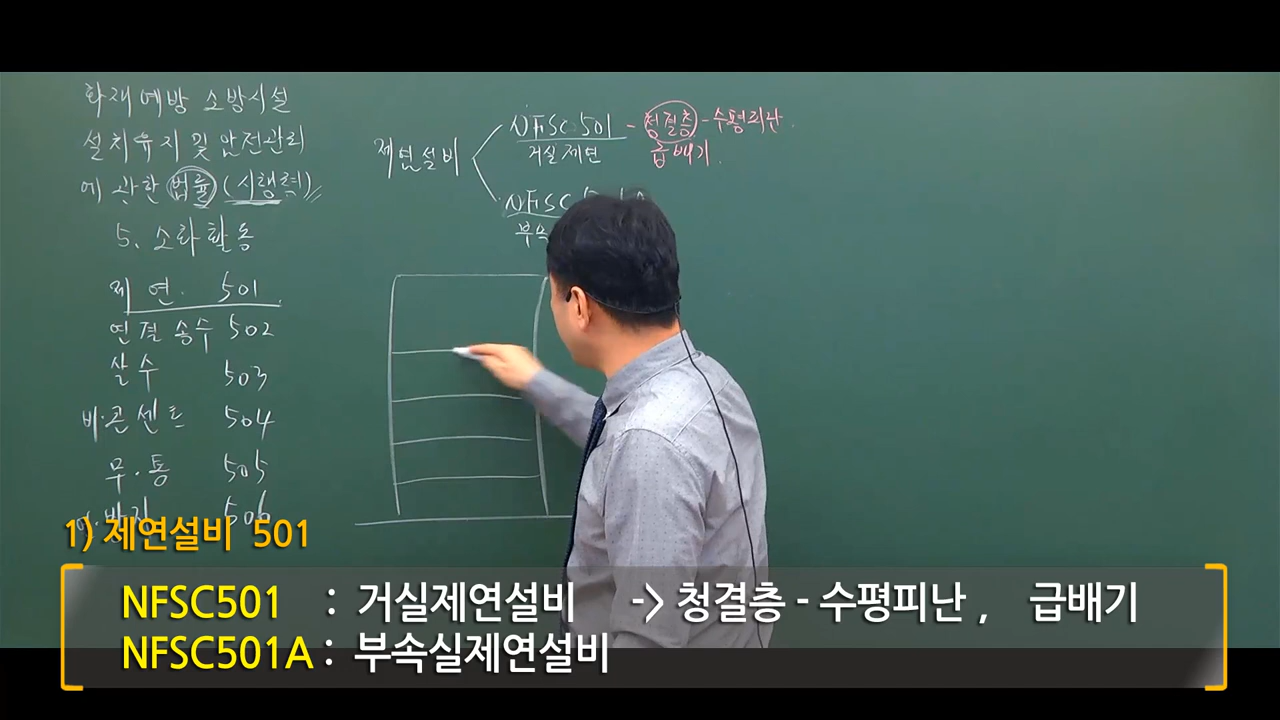 화재예방 소방시설
설치유지 및 안전관리
에 관한 법률 (시행령)
5. 소화활동
제연. 501
연결송수 502
살수 503
비·콘센트 504
무·통 505
506
제연설비
NFSC 501 - 청결층 - 수평피난
거실제연 급배기
NFSC
부속
1) 제연설비 501
NFSC501 : 거실제연설비 -> 청결층 - 수평피난 , 급배기
NFSC501A : 부속실제연설비